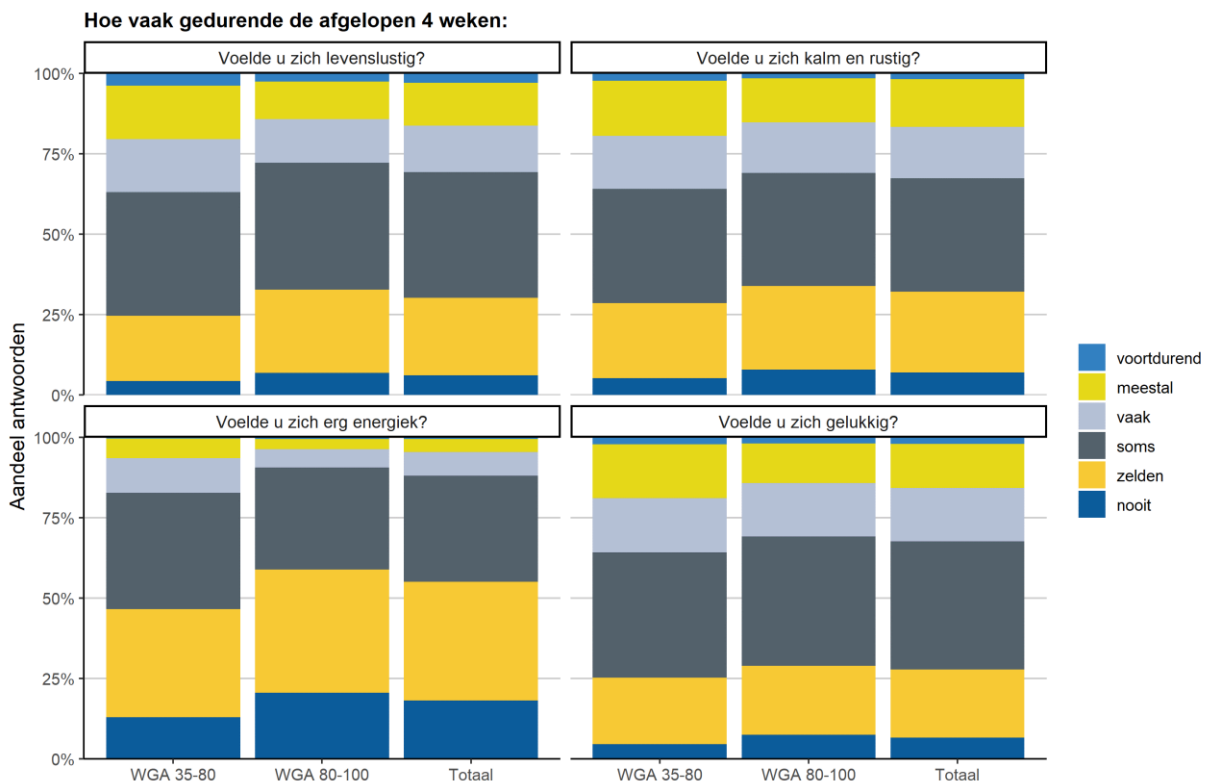 Hoe vaak gedurende de afgelopen 4 weken:
Voelde u zich levenslustig?
Voelde u zich kalm en rustig?
100%
75%
50%
25%
0%
Voelde u zich erg energiek?
Voelde u zich gelukkig?
100%
75%
50%
25%
0%
Aandeel antwoorden
WGA 35-80
WGA 80-100
Totaal
WGA 35-80
WGA 80-100
Totaal
voortdurend
meestal
vaak
soms
zelden
nooit